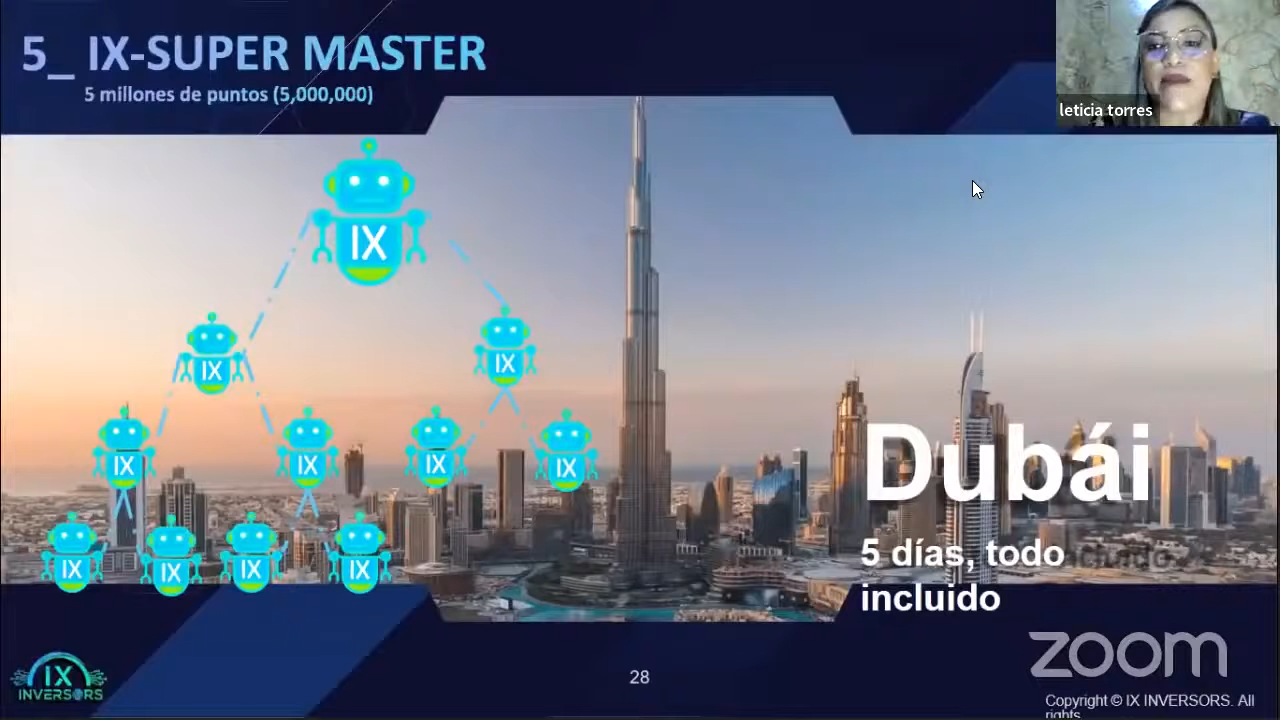 5_ IX-SUPER MASTER
5 millones de puntos (5,000,000)
leticia torres
IX
IX
IX
IX
IX
IX
IX
IX
IX
IX
IX
Dubái
5 días, todo
incluido
IX
INVERSORS
28
zoom
Copyright © IX INVERSORS. All
rights